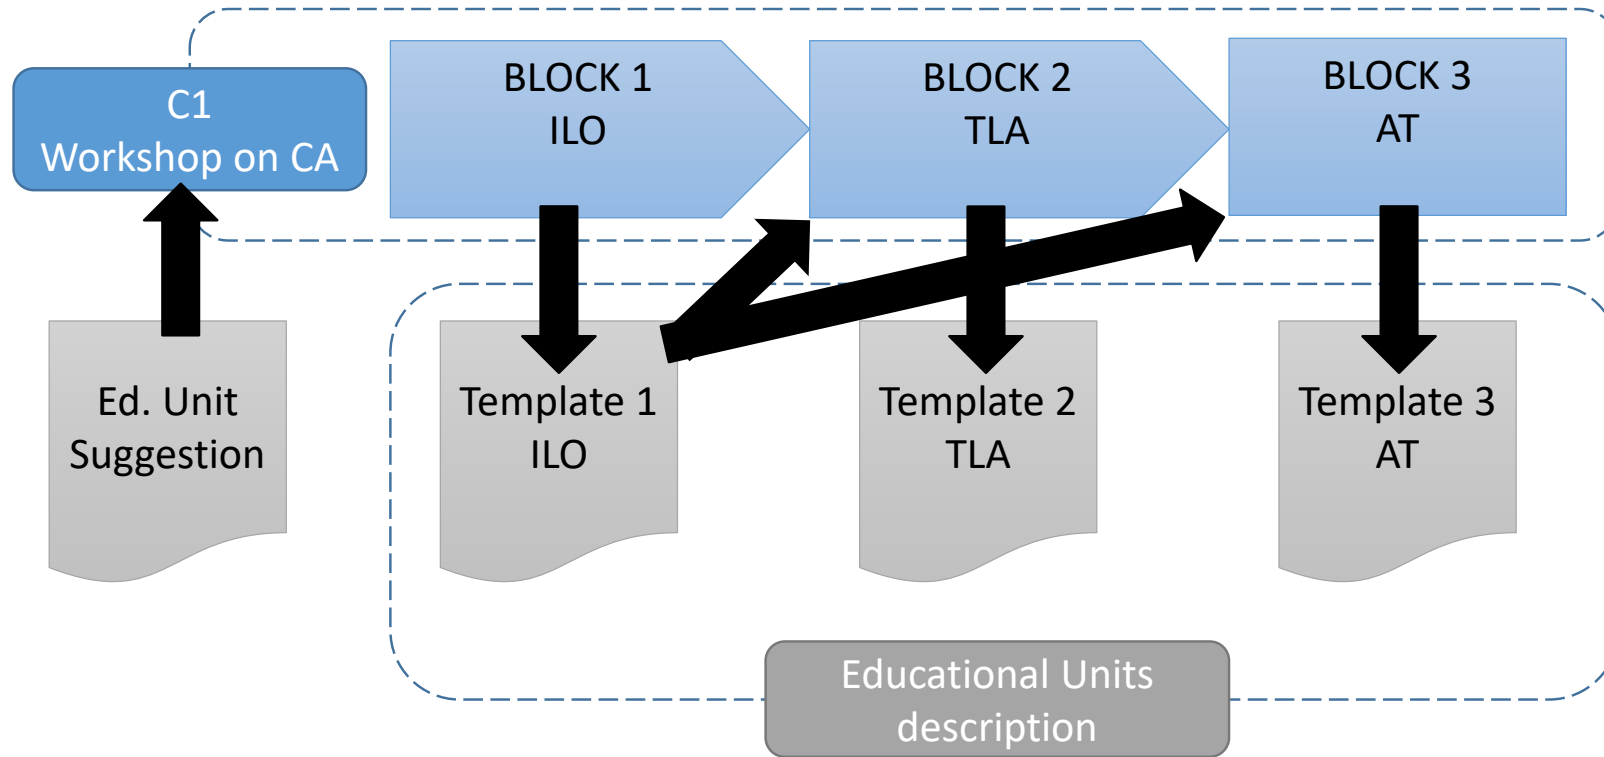 C1
Workshop on CA
BLOCK 1
ILO
BLOCK 2
TLA
BLOCK 3
AT
Ed. Unit
Suggestion
Template 1
ILO
Template 2
TLA
Template 3
AT
Educational Units
description